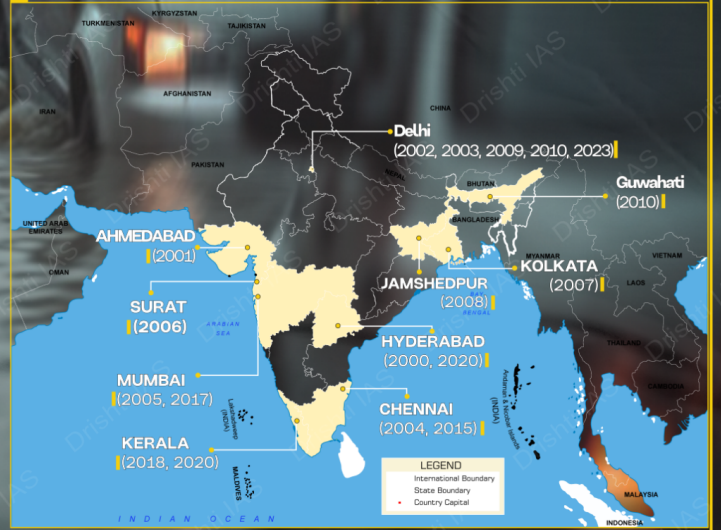 KYRGYZSTAN
TURKMENISTAN
TAJIKISTAN
Drishti IAS
Drishti IAS
AFGHANISTAN
IRAN
CHINA
Delhi
(2002, 2003, 2009, 2010, 2023)
PAKISTAN
NEPAL
BHUTAN
Guwahati
(2010)
BANGLADESH
UNITED ARAB
EMIRATES
AHMEDABAD
(2001)
OMAN
MYANMAR
VIETNAM
KOLKATA
(2007)
JAMSHEDPUR
(2008)
LAOS
BAY
BENGAL
SURAT
(2006)
ARABIAN
SEA
HYDERABAD
(2000, 2020)
THAILAND
MUMBAI
(2005, 2017)
CAMBODIA
Andaman & Nicobar Islands
(INDIA)
CHENNAI
(2004, 2015)
Lakshadweep
(INDIA)
KERALA
(2018, 2020)
MALDIVES
LEGEND
International Boundary
State Boundary
Country Capital
MALAYSIA
INDIAN OCEAN
INDONESIA